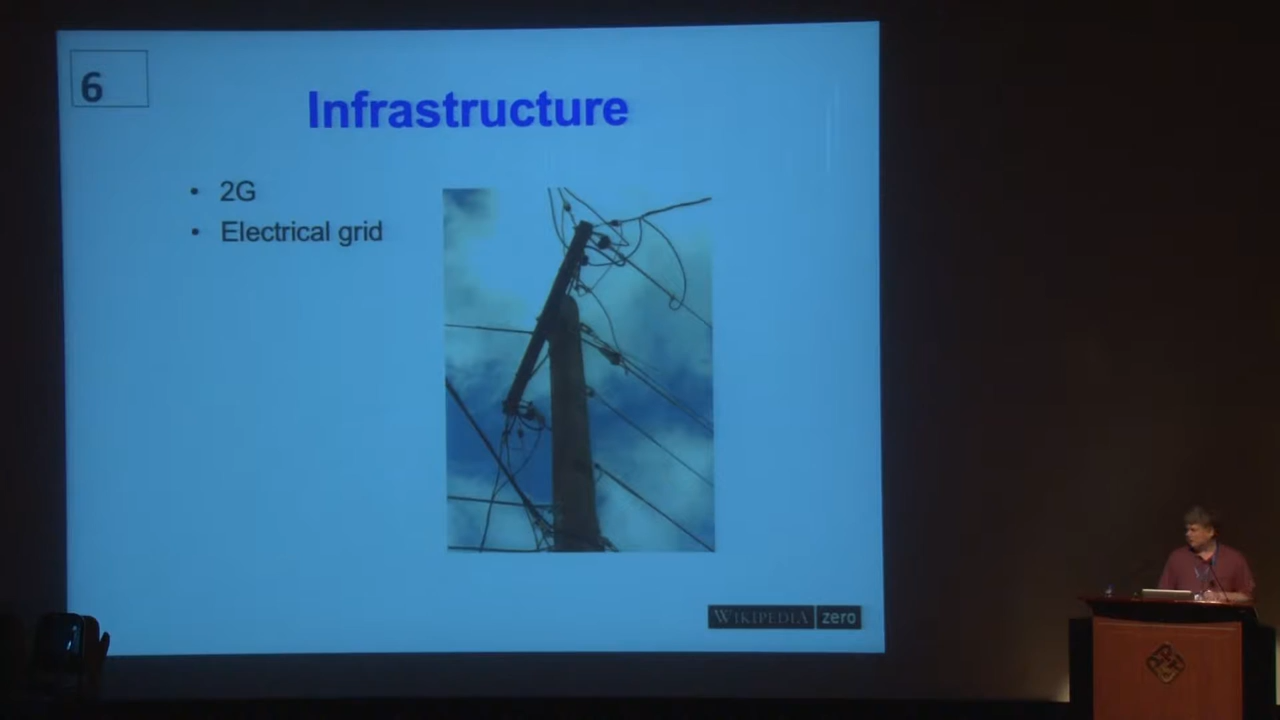 6
Infrastructure
• 2G
• Electrical grid
WIKIPEDIA zero